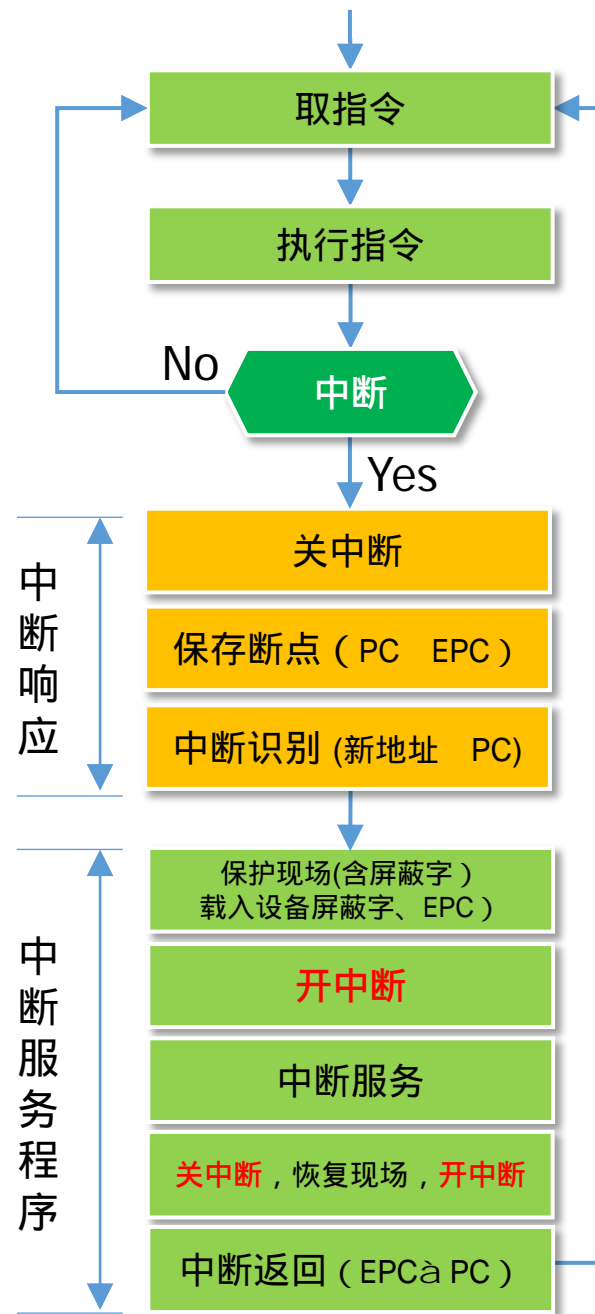 取指令
执行指令
No
中断
Yes
中断响应
关中断
保存断点（PC EPC）
中断识别 (新地址 PC)
中断服务程序
保护现场(含屏蔽字）
载入设备屏蔽字、EPC）
开中断
中断服务
关中断，恢复现场，开中断
中断返回（EPCà PC）